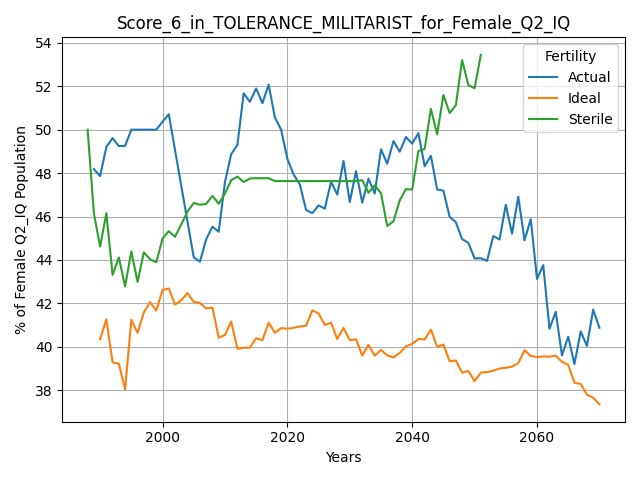 Score_6_in_TOLERANCE_MILITARIST_for_Female_Q2_IQ
Fertility
Actual
Ideal
Sterile
% of Female Q2_IQ Population
54
52
50
48
46
44
42
40
38
2000
2020
2040
2060
Years